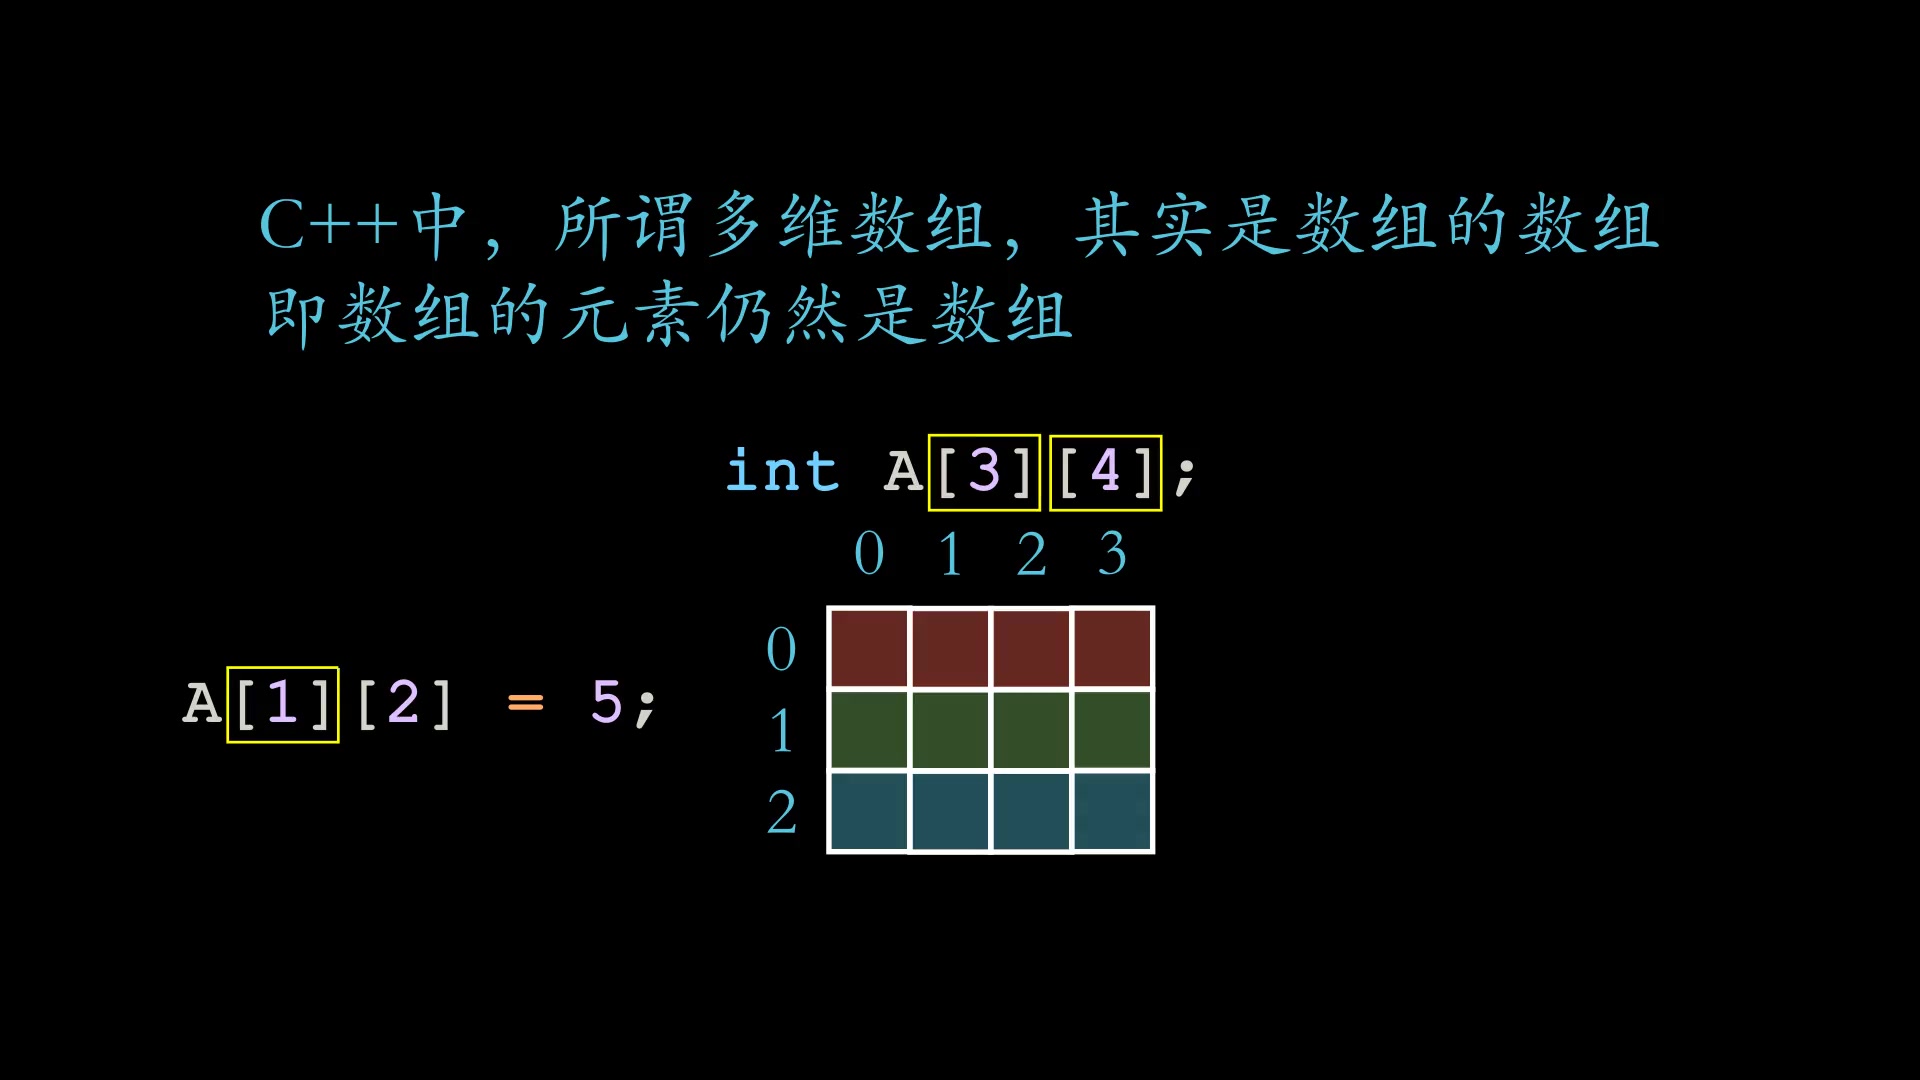 C++中，所谓多维数组，其实是数组的数组
即数组的元素仍然是数组
int A[3][4];
0 1 2 3
0
A[1][2] = 5;
1
2